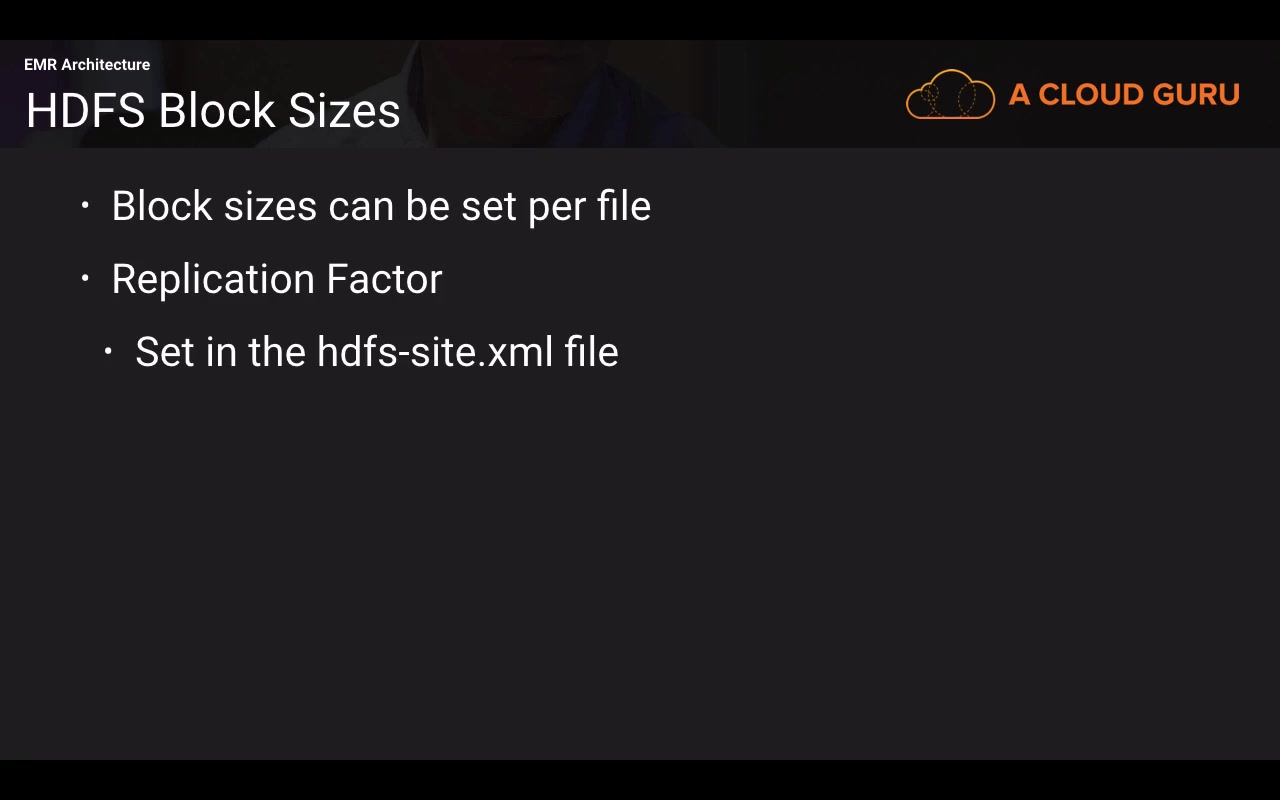 EMR Architecture
HDFS Block Sizes
A CLOUD GURU
• Block sizes can be set per file
• Replication Factor
• Set in the hdfs-site.xml file